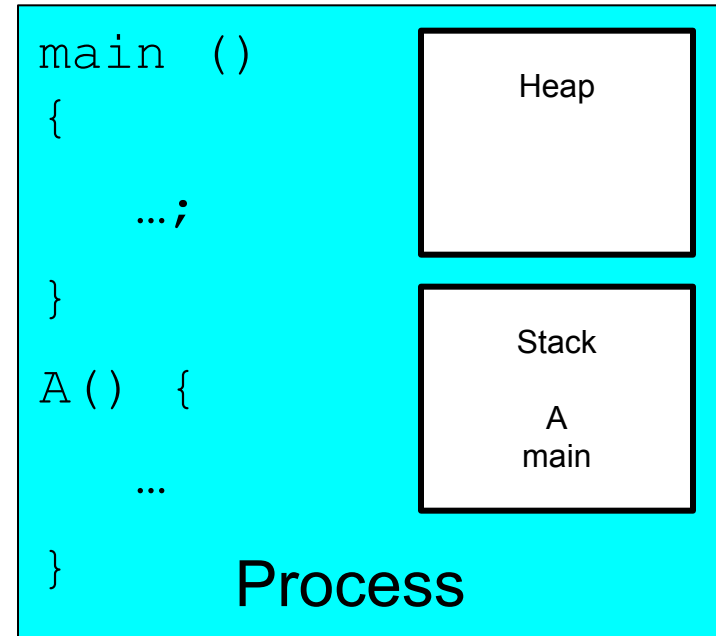 main ()
{
…;
}
A() {
…
}
Heap
Stack
A
main
Process